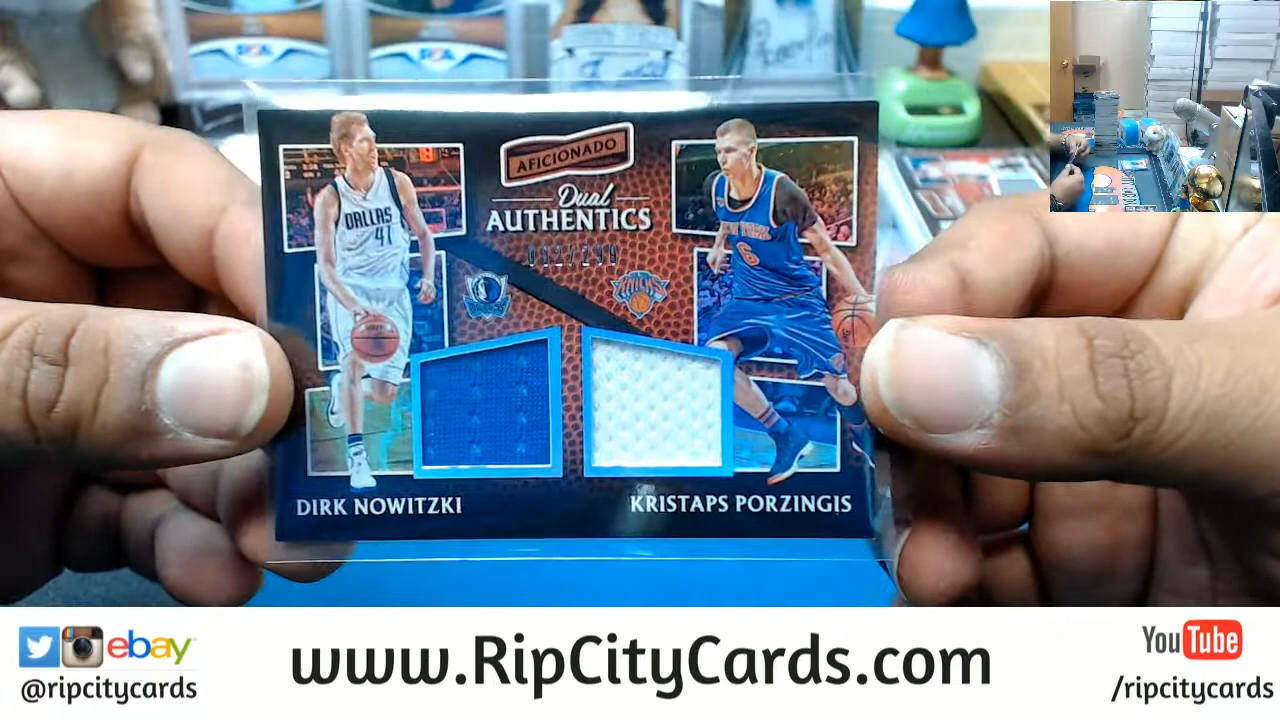 AFICIONADO
Dual
AUTHENTICS
DALLAS
41
NEW YORK
6
KNICKS
DIRK NOWITZKI
KRISTAPS PORZINGIS
ebay
@ripcitycards
www.RipCityCards.com
YouTube
/ripcitycards